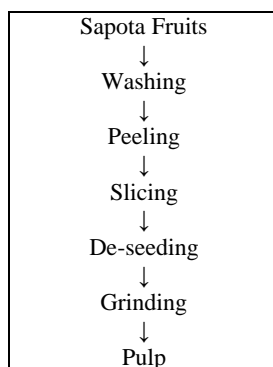 Sapota Fruits
↓
Washing
↓
Peeling
↓
Slicing
↓
De-seeding
↓
Grinding
↓
Pulp